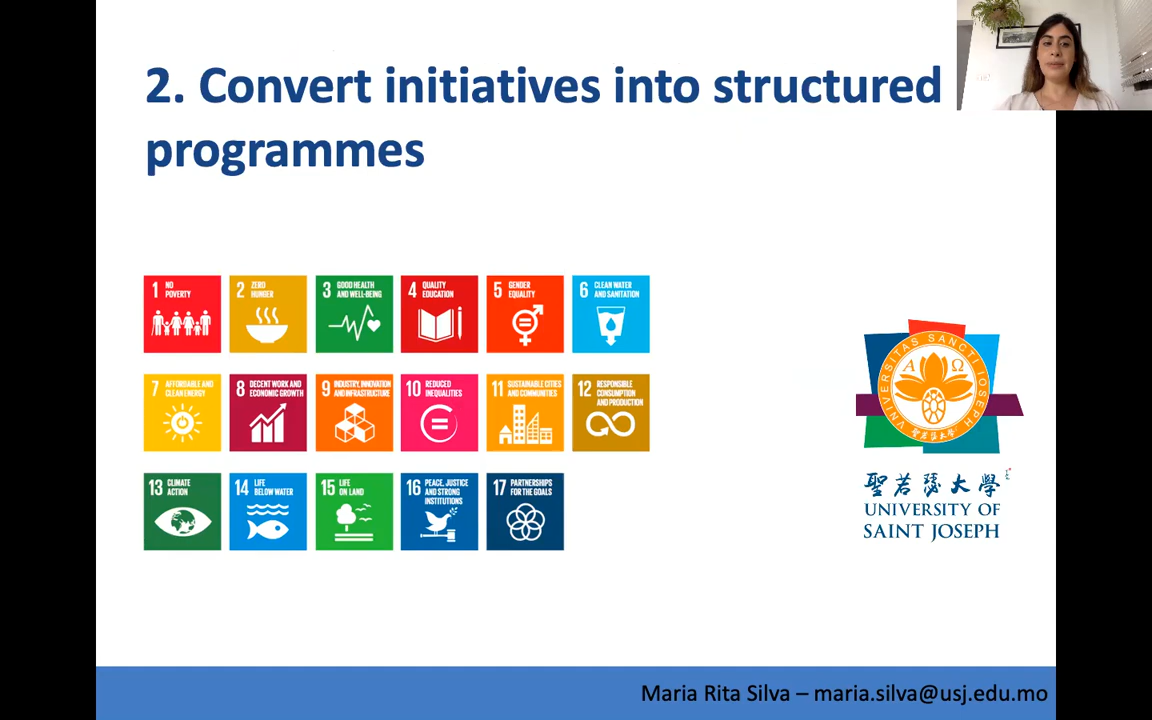 2. Convert initiatives into structured
programmes
1 NO POVERTY
2 ZERO HUNGER
3 GOOD HEALTH AND WELL-BEING
4 QUALITY EDUCATION
5 GENDER EQUALITY
6 CLEAN WATER AND SANITATION
7 AFFORDABLE AND CLEAN ENERGY
8 DECENT WORK AND ECONOMIC GROWTH
9 INDUSTRY, INNOVATION AND INFRASTRUCTURE
10 REDUCED INEQUALITIES
11 SUSTAINABLE CITIES AND COMMUNITIES
12 RESPONSIBLE CONSUMPTION AND PRODUCTION
13 CLIMATE ACTION
14 LIFE BELOW WATER
15 LIFE ON LAND
16 PEACE, JUSTICE AND STRONG INSTITUTIONS
17 PARTNERSHIPS FOR THE GOALS
UNIVERSITAS SANCTI JOSEPH
Α Ω
聖若瑟大學
聖若瑟大學
UNIVERSITY OF
SAINT JOSEPH
Maria Rita Silva – maria.silva@usj.edu.mo